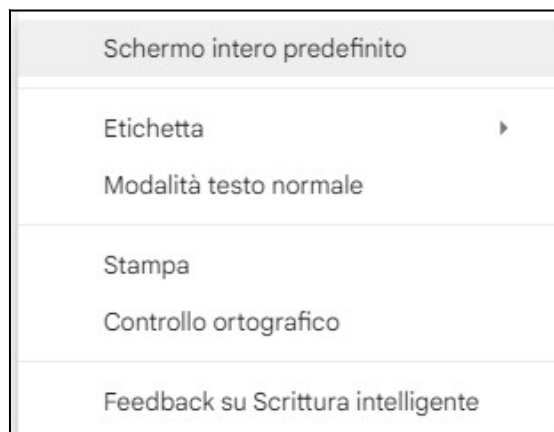 Schermo intero predefinito
Etichetta
Modalità testo normale
Stampa
Controllo ortografico
Feedback su Scrittura intelligente